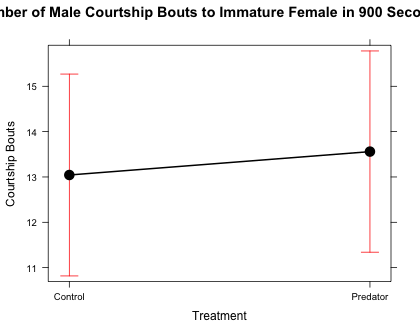 nber of Male Courtship Bouts to Immature Female in 900 Seco
15
14
13
12
11
Courtship Bouts
Control
Predator
Treatment